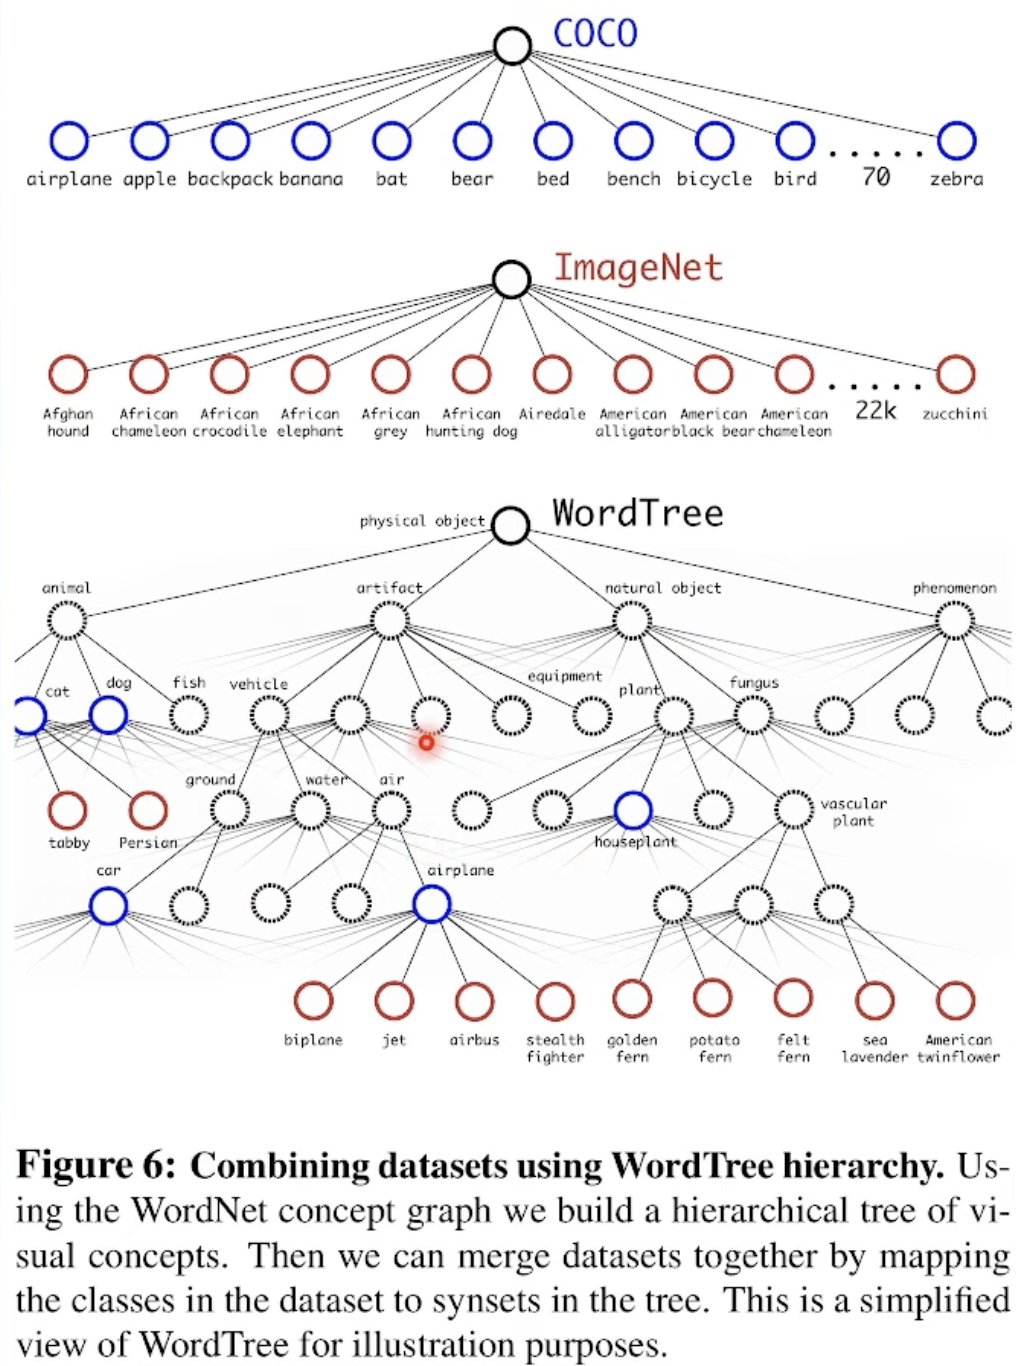 COCO
airplane apple backpack banana bat bear bed bench bicycle bird ..... 70 zebra
ImageNet
Afghan hound
African chameleon
African crocodile
African elephant
African grey
African hunting dog
Airedale
American alligator
American black bear
American chameleon
..... 22k
zucchini
WordTree
physical object
animal artifact natural object phenomenon
cat dog fish vehicle equipment plant fungus
ground water air
tabby Persian houseplant vascular plant
car airplane
biplane jet airbus stealth fighter golden fern potato fern felt fern sea lavender American twinflower
Figure 6: Combining datasets using WordTree hierarchy. Us-
ing the WordNet concept graph we build a hierarchical tree of vi-
sual concepts. Then we can merge datasets together by mapping
the classes in the dataset to synsets in the tree. This is a simplified
view of WordTree for illustration purposes.